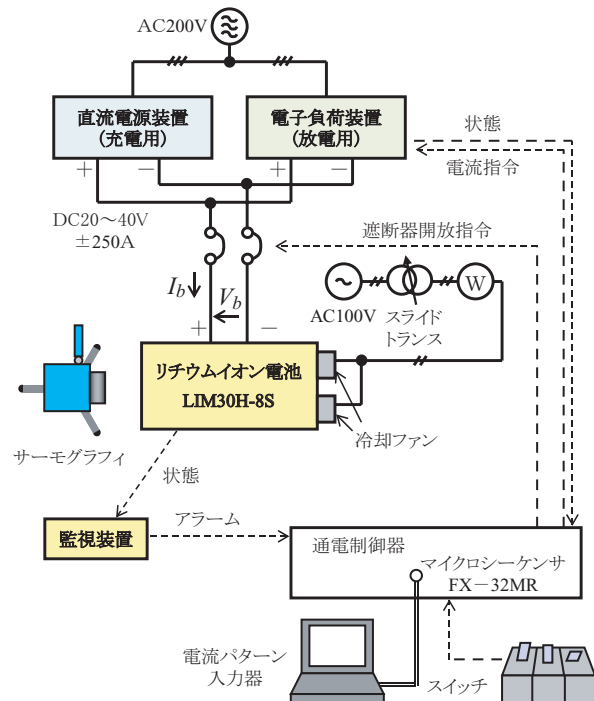 AC200V
直流電源装置
(充電用)
電子負荷装置
(放電用)
+
−
+
−
状態
電流指令
DC20～40V
±250A
遮断器開放指令
Ib
Vb
+
−
W
AC100V
スライド
トランス
リチウムイオン電池
LIM30H-8S
冷却ファン
サーモグラフィ
状態
監視装置
アラーム
通電制御器
マイクロシーケンサ
FX－32MR
電流パターン
入力器
スイッチ